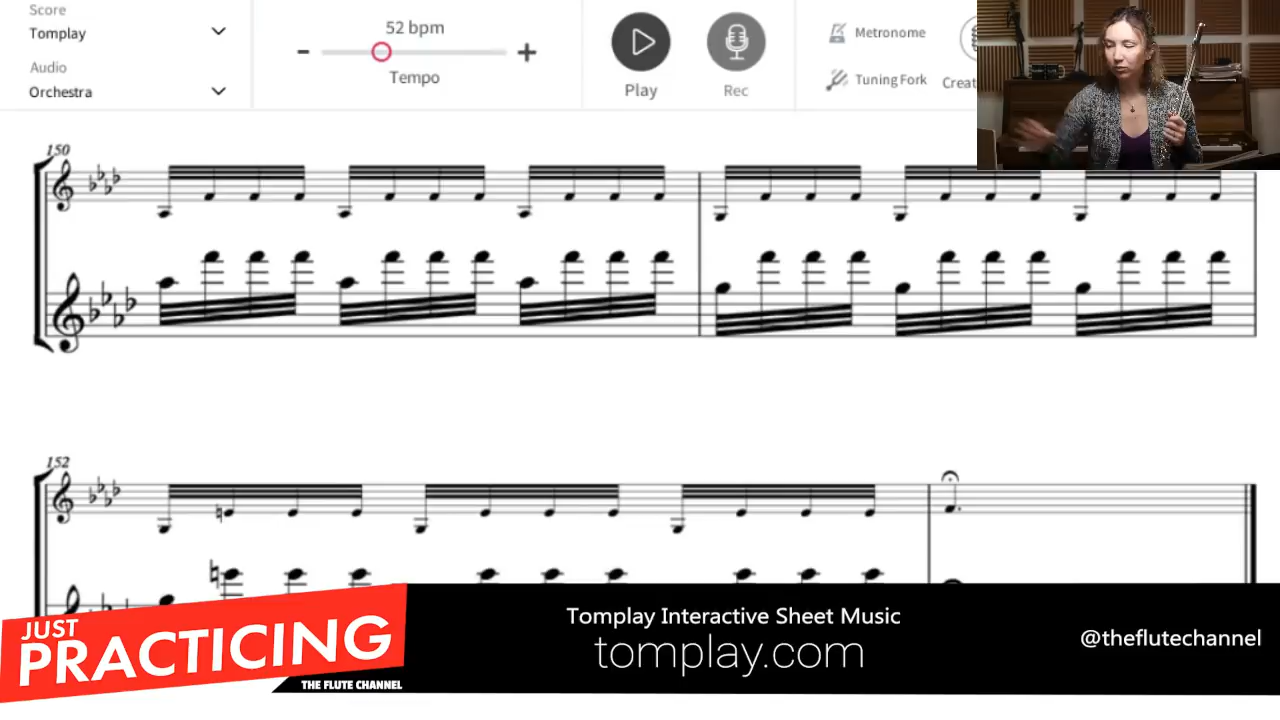 Score
Tomplay
Audio
Orchestra
52 bpm
- +
Tempo
Play
Rec
Metronome
Tuning Fork
Creat
150
152
JUST
PRACTICING
THE FLUTE CHANNEL
Tomplay Interactive Sheet Music
tomplay.com
@theflutechannel